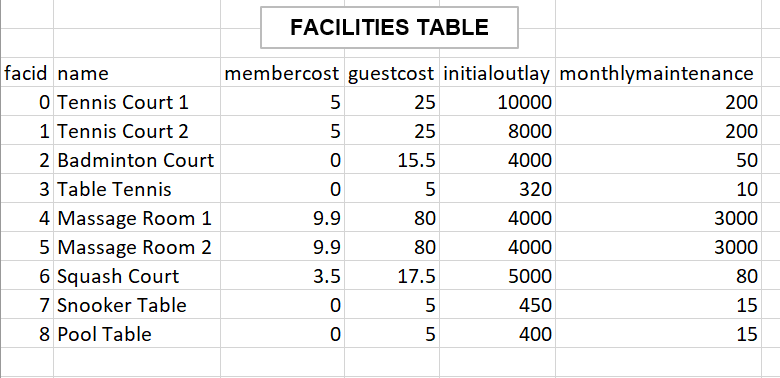 FACILITIES TABLE
facid name membercost guestcost initialoutlay monthlymaintenance
0 Tennis Court 1 5 25 10000 200
1 Tennis Court 2 5 25 8000 200
2 Badminton Court 0 15.5 4000 50
3 Table Tennis 0 5 320 10
4 Massage Room 1 9.9 80 4000 3000
5 Massage Room 2 9.9 80 4000 3000
6 Squash Court 3.5 17.5 5000 80
7 Snooker Table 0 5 450 15
8 Pool Table 0 5 400 15